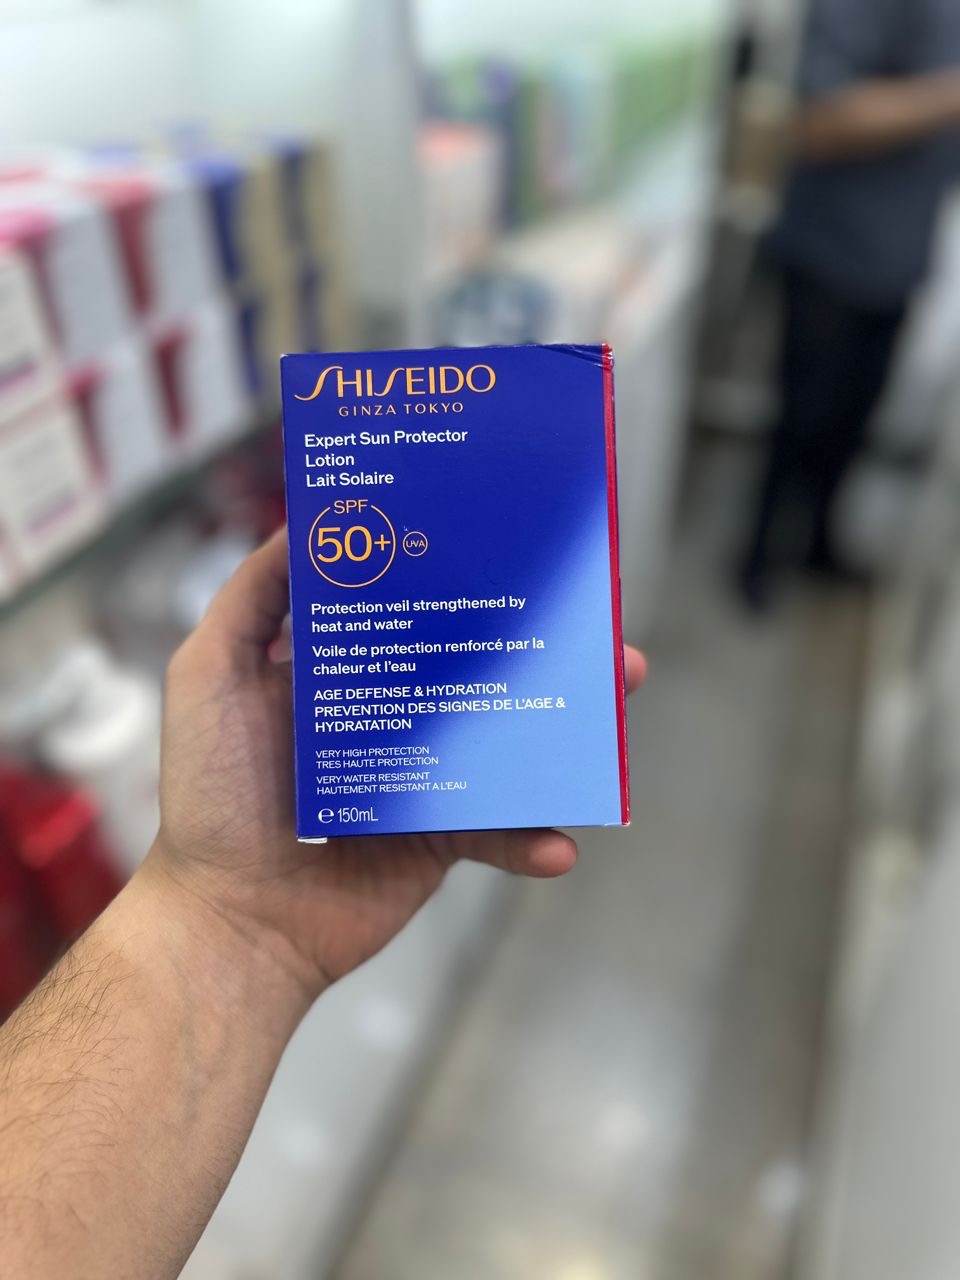 SHISEIDO
GINZA TOKYO
Expert Sun Protector
Lotion
Lait Solaire
SPF
50+
UVA
Protection veil strengthened by
heat and water
Voile de protection renforcé par la
chaleur et l'eau
AGE DEFENSE & HYDRATION
PREVENTION DES SIGNES DE L'AGE &
HYDRATATION
VERY HIGH PROTECTION
TRES HAUTE PROTECTION
VERY WATER RESISTANT
HAUTEMENT RESISTANT A L'EAU
℮ 150mL